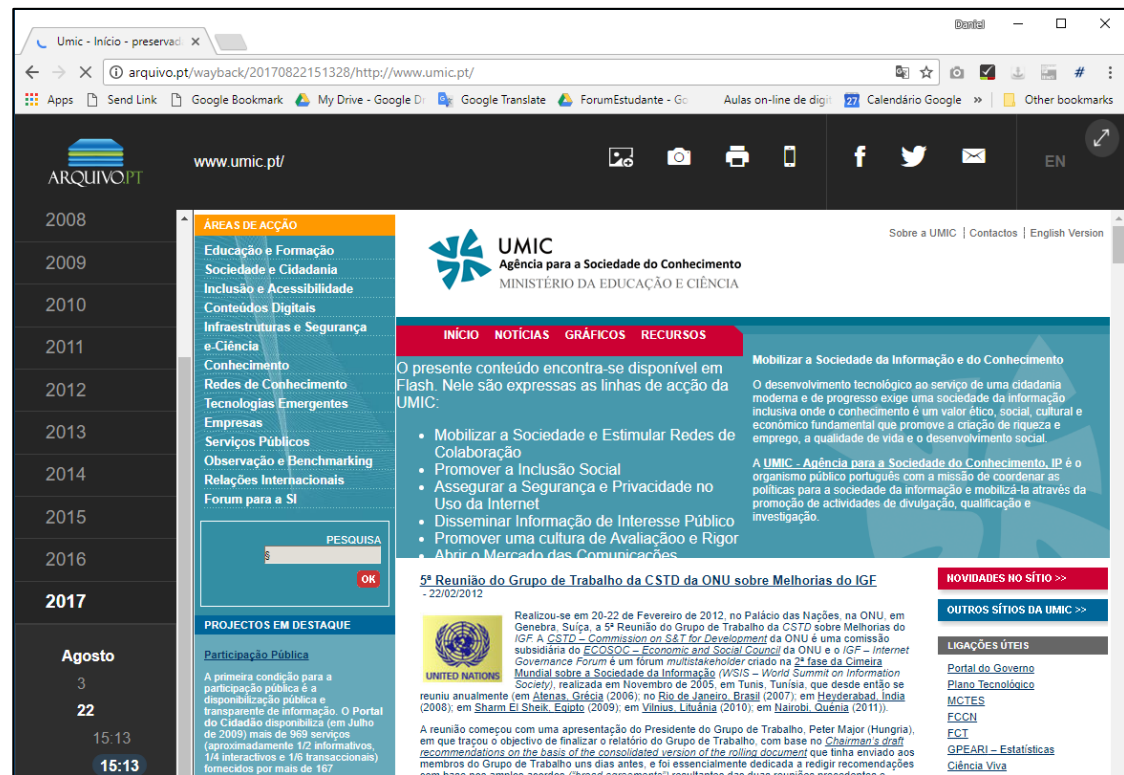 Daniel
Umic - Início - preservad
arquivo.pt/wayback/20170822151328/http://www.umic.pt/
Apps Send Link Google Bookmark My Drive - Google Dr Google Translate ForumEstudante - Go Aulas on-line de digit 27 Calendário Google » Other bookmarks
ARQUIVO.PT
www.umic.pt/
EN
2008
2009
2010
2011
2012
2013
2014
2015
2016
2017
Agosto
3
22
15:13
15:13
ÁREAS DE ACÇÃO
Educação e Formação
Sociedade e Cidadania
Inclusão e Acessibilidade
Conteúdos Digitais
Infraestruturas e Segurança
e-Ciência
Conhecimento
Redes de Conhecimento
Tecnologias Emergentes
Empresas
Serviços Públicos
Observação e Benchmarking
Relações Internacionais
Forum para a SI
PESQUISA
§
OK
PROJECTOS EM DESTAQUE
Participação Pública
A primeira condição para a
participação pública é a
disponibilização pública e
transparente de informação. O Portal
do Cidadão disponibiliza (em Julho
de 2009) mais de 969 serviços
(aproximadamente 1/2 informativos,
1/4 interactivos e 1/6 transaccionais)
fornecidos por mais de 167
UMIC
Agência para a Sociedade do Conhecimento
MINISTÉRIO DA EDUCAÇÃO E CIÊNCIA
Sobre a UMIC | Contactos | English Version
INÍCIO NOTÍCIAS GRÁFICOS RECURSOS
O presente conteúdo encontra-se disponível em
Flash. Nele são expressas as linhas de acção da
UMIC:
• Mobilizar a Sociedade e Estimular Redes de
Colaboração
• Promover a Inclusão Social
• Assegurar a Segurança e Privacidade no
Uso da Internet
• Disseminar Informação de Interesse Público
• Promover uma cultura de Avaliaçãoo e Rigor
• Abrir o Mercado das Comunicações
Mobilizar a Sociedade da Informação e do Conhecimento
O desenvolvimento tecnológico ao serviço de uma cidadania
moderna e de progresso exige uma sociedade da informação
inclusiva onde o conhecimento é um valor ético, social, cultural e
económico fundamental que promove a criação de riqueza e
emprego, a qualidade de vida e o desenvolvimento social.
A UMIC - Agência para a Sociedade do Conhecimento, IP é o
organismo público português com a missão de coordenar as
políticas para a sociedade da informação e mobilizá-la através da
promoção de actividades de divulgação, qualificação e
investigação.
5ª Reunião do Grupo de Trabalho da CSTD da ONU sobre Melhorias do IGF
- 22/02/2012
UNITED NATIONS
Realizou-se em 20-22 de Fevereiro de 2012, no Palácio das Nações, na ONU, em
Genebra, Suíça, a 5ª Reunião do Grupo de Trabalho da CSTD sobre Melhorias do
IGF. A CSTD – Commission on S&T for Development da ONU é uma comissão
subsidiária do ECOSOC – Economic and Social Council da ONU e o IGF – Internet
Governance Forum é um fórum multistakeholder criado na 2ª fase da Cimeira
Mundial sobre a Sociedade da Informação (WSIS – World Summit on Information
Society), realizada em Novembro de 2005, em Tunis, Tunísia, que desde então se
reuniu anualmente (em Atenas, Grécia (2006); no Rio de Janeiro, Brasil (2007); em Heyderabad, Índia
(2008); em Sharm El Sheik, Egipto (2009); em Vilnius, Lituânia (2010); em Nairobi, Quénia (2011)).
A reunião começou com uma apresentação do Presidente do Grupo de Trabalho, Peter Major (Hungria),
em que traçou o objectivo de finalizar o relatório do Grupo de Trabalho, com base no Chairman's draft
recommendations on the basis of the consolidated version of the rolling document que tinha enviado aos
membros do Grupo de Trabalho uns dias antes, e foi essencialmente dedicada a redigir recomendações
com base nos amplos acordos ("broad agreements") resultantes das duas reuniões precedentes e
NOVIDADES NO SÍTIO >>
OUTROS SÍTIOS DA UMIC >>
LIGAÇÕES ÚTEIS
Portal do Governo
Plano Tecnológico
MCTES
FCCN
FCT
GPEARI – Estatísticas
Ciência Viva